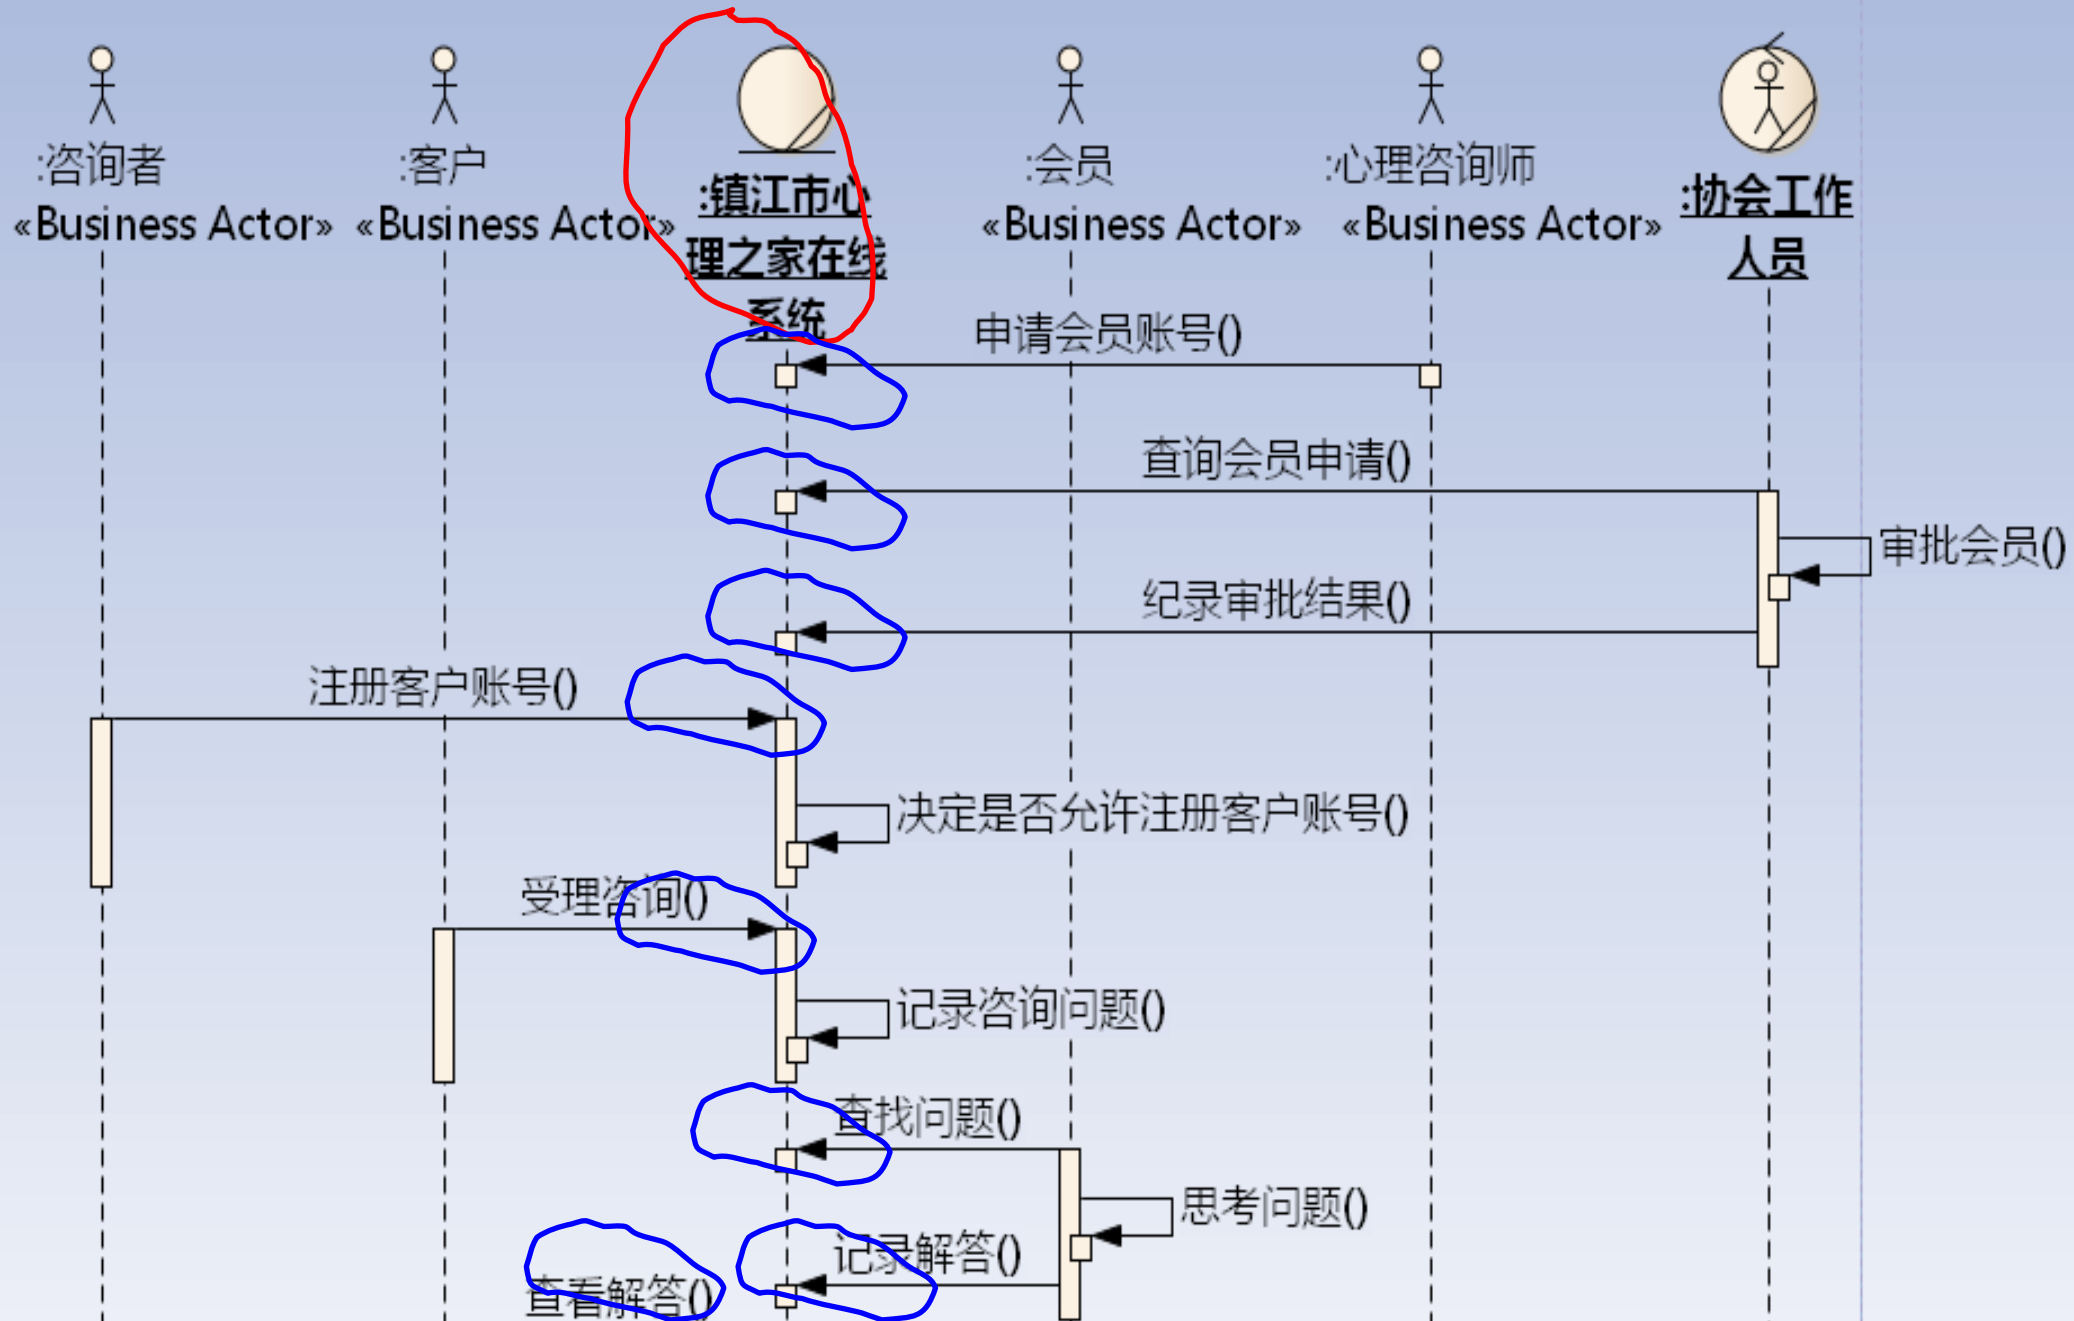 :咨询者
«Business Actor»
:客户
«Business Actor»
:镇江市心
理之家在线
系统
:会员
«Business Actor»
:心理咨询师
«Business Actor»
:协会工作
人员
申请会员账号()
查询会员申请()
审批会员()
纪录审批结果()
注册客户账号()
决定是否允许注册客户账号()
受理咨询()
记录咨询问题()
查找问题()
思考问题()
记录解答()
查看解答()